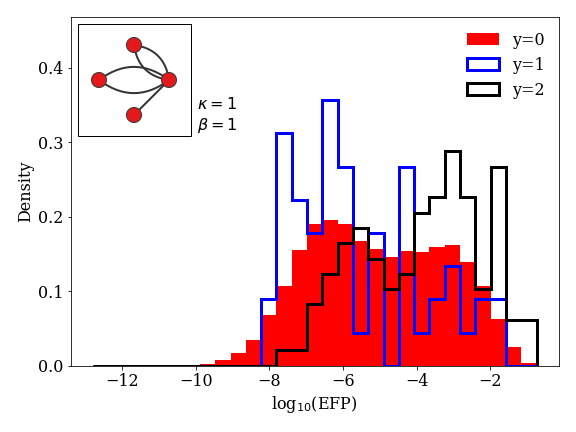 κ = 1
β = 1
y=0
y=1
y=2
Density
0.4
0.3
0.2
0.1
0.0
−12 −10 −8 −6 −4 −2
log₁₀(EFP)